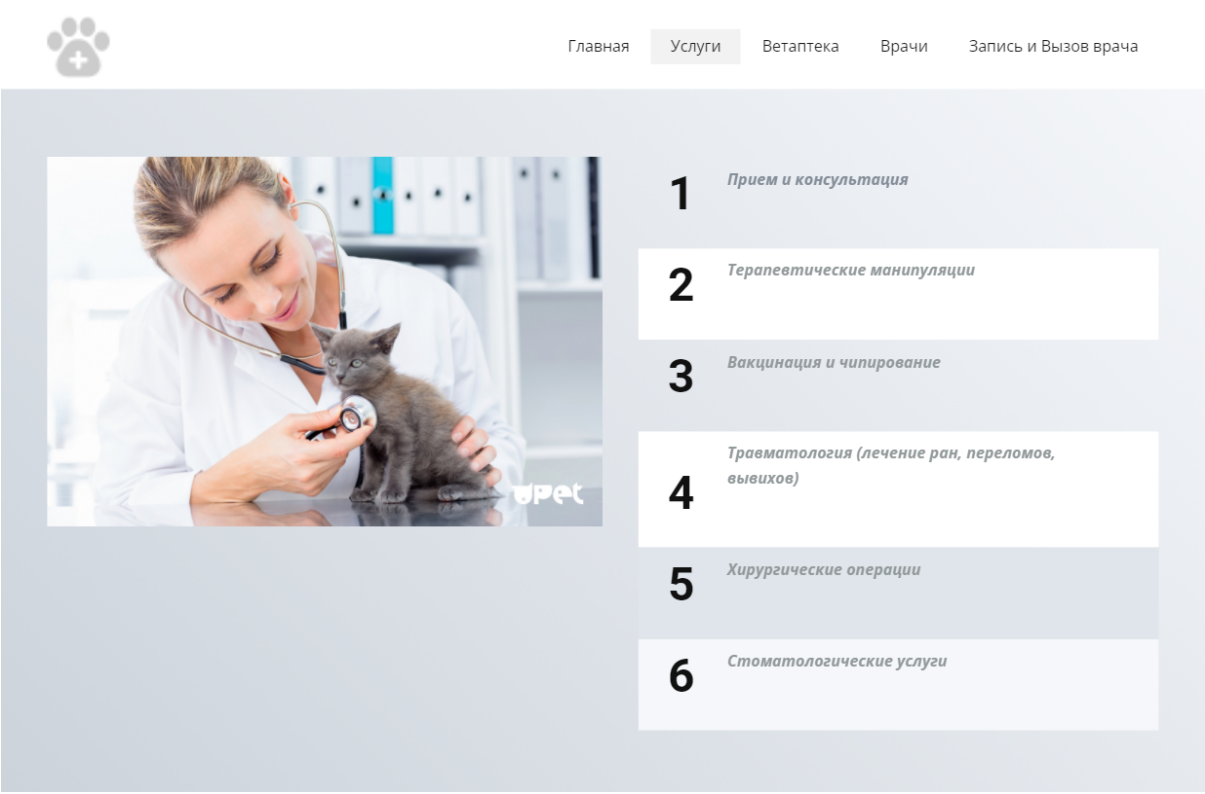 Главная Услуги Ветаптека Врачи Запись и Вызов врача
1 Прием и консультация
2 Терапевтические манипуляции
3 Вакцинация и чипирование
4 Травматология (лечение ран, переломов,
вывихов)
5 Хирургические операции
6 Стоматологические услуги
upet